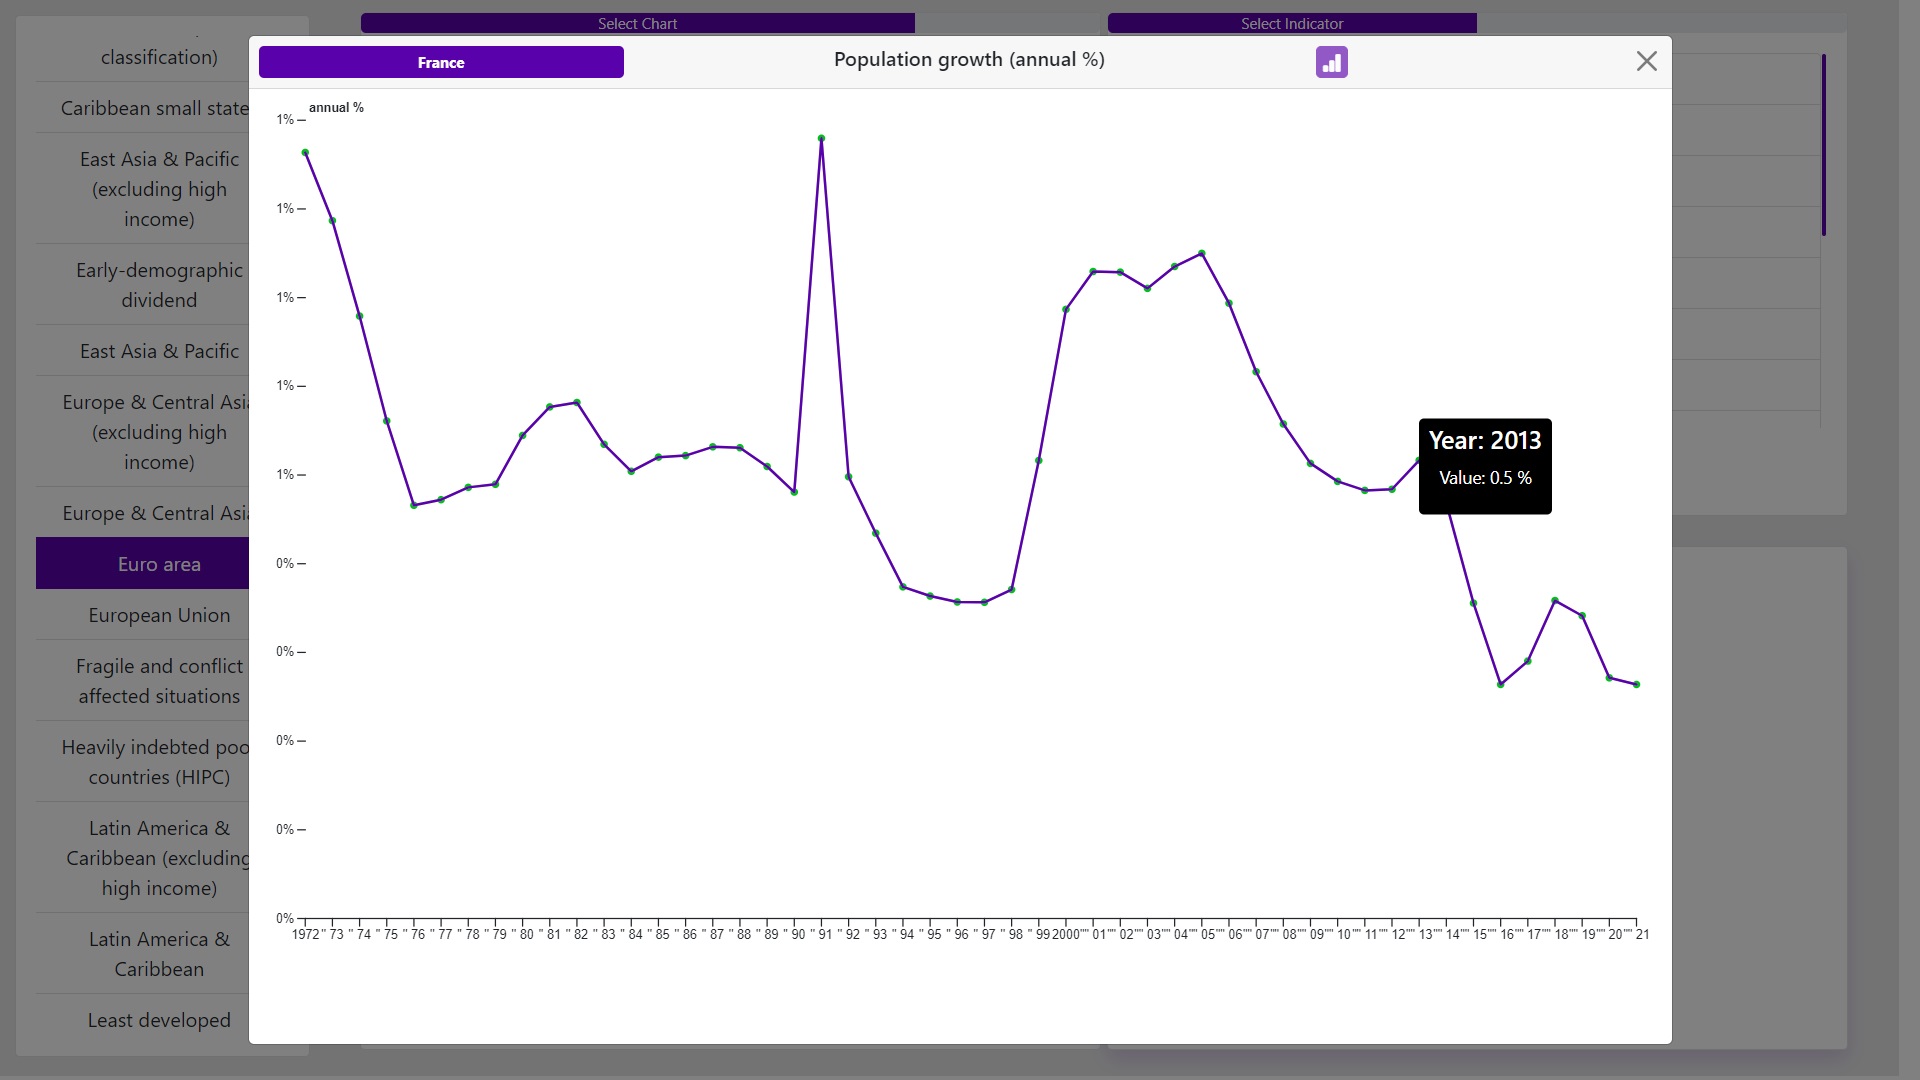 Select Chart
Select Indicator
classification)
Caribbean small state
East Asia & Pacific
(excluding high
income)
Early-demographic
dividend
East Asia & Pacific
Europe & Central Asia
(excluding high
income)
Europe & Central Asia
Euro area
European Union
Fragile and conflict
affected situations
Heavily indebted poo
countries (HIPC)
Latin America &
Caribbean (excluding
high income)
Latin America &
Caribbean
Least developed
France
Population growth (annual %)
annual %
1%
1%
1%
1%
1%
0%
0%
0%
0%
0%
Year: 2013
Value: 0.5 %
1972 " 73 " 74 " 75 " 76 " 77 " 78 " 79 " 80 " 81 " 82 " 83 " 84 " 85 " 86 " 87 " 88 " 89 " 90 " 91 " 92 " 93 " 94 " 95 " 96 " 97 " 98 " 99 2000"" 01"" 02"" 03"" 04"" 05"" 06"" 07"" 08"" 09"" 10"" 11"" 12"" 13"" 14"" 15"" 16"" 17"" 18"" 19"" 20"" 21